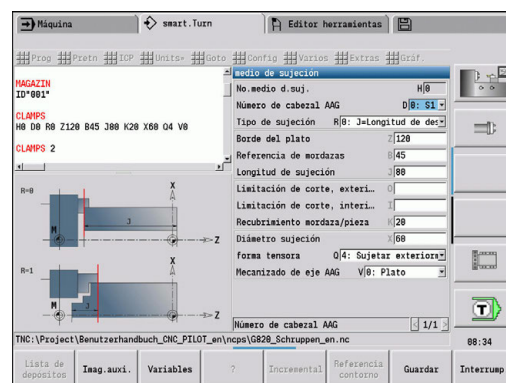 Máquina
smart.Turn
Editor herramientas
Prog
Pretn
ICP
Units»
Goto
Config
Varios
Extras
Gráf.
MAGAZIN
ID"001"
CLAMPS
H0 D0 R0 Z120 B45 J80 K20 X60 Q4 V0
CLAMPS 2
medio de sujeción
No.medio d.suj. H 0
Número de cabezal AAG D 0: S1
Tipo de sujeción R 0: J=Longitud de des
Borde del plato Z 120
Referencia de mordazas B 45
Longitud de sujeción J 80
Limitación de corte, exteri… O
Limitación de corte, interi… I
Recubrimiento mordaza/pieza K 20
Diámetro sujeción X 60
forma tensora Q 4: Sujetar exteriorm
Mecanizado de eje AAG V 0: Plato
Número de cabezal AAG
1/1
R=0
X
J
M
Z
R=1
X
M
J
Z
T
TNC:\Project\Benutzerhandbuch_CNC_PILOT_en\ncps\G820_Schruppen_en.nc
08:34
Lista de depósitos
Imag.auxi.
Variables
?
Incremental
Referencia contorno
Guardar
Interrump